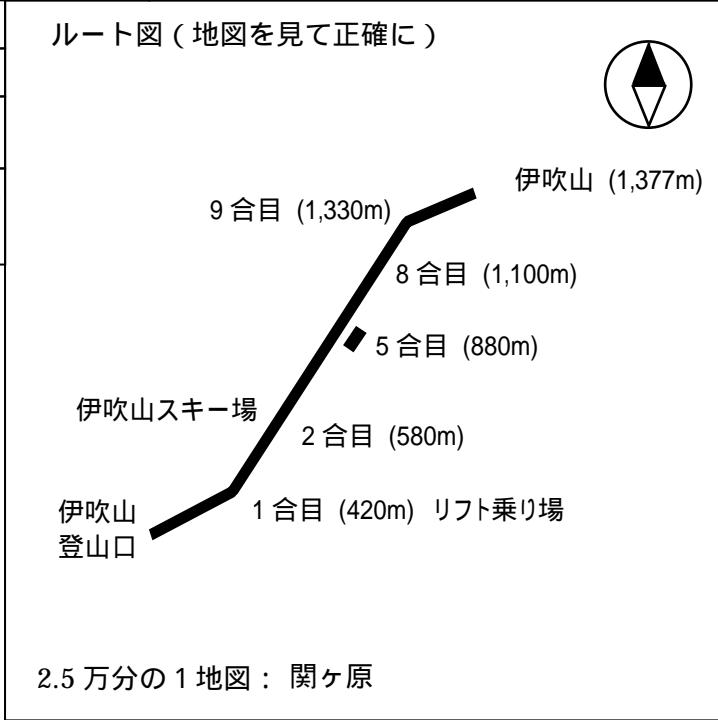 ルート図（地図を見て正確に）
伊吹山 (1,377m)
9 合目 (1,330m)
8 合目 (1,100m)
5 合目 (880m)
伊吹山スキー場
2 合目 (580m)
1 合目 (420m) リフト乗り場
伊吹山
登山口
2.5 万分の 1 地図： 関ヶ原